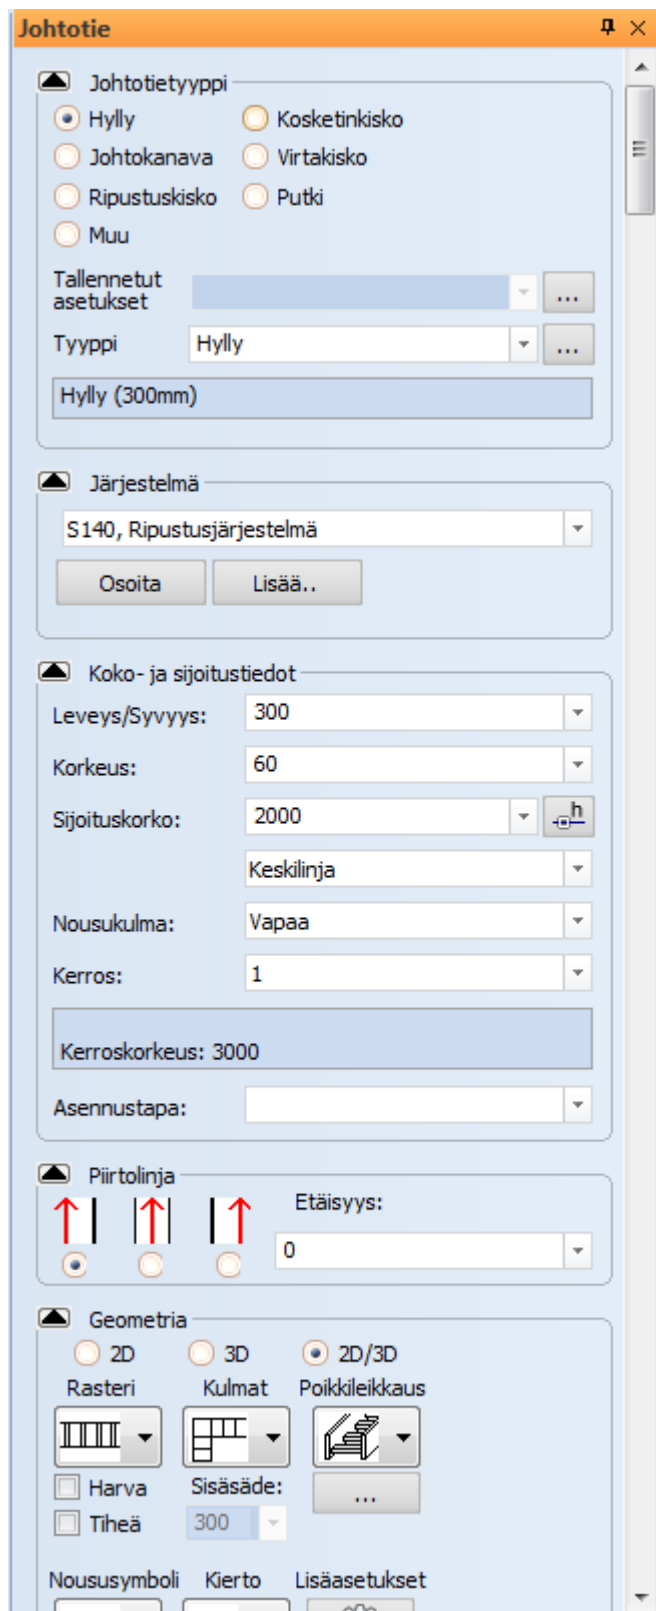 Johtotie
Johtotietyyppi
Hylly Kosketinkisko
Johtokanava Virtakisko
Ripustuskisko Putki
Muu
Tallennetut
asetukset ...
Tyyppi Hylly ...
Hylly (300mm)
Järjestelmä
S140, Ripustusjärjestelmä
Osoita Lisää..
Koko- ja sijoitustiedot
Leveys/Syvyys: 300
Korkeus: 60
Sijoituskorko: 2000 h
Keskilinja
Nousukulma: Vapaa
Kerros: 1
Kerroskorkeus: 3000
Asennustapa:
Piirtolinja
Etäisyys:
0
Geometria
2D 3D 2D/3D
Rasteri Kulmat Poikkileikkaus
Harva Sisäsäde: ...
Tiheä 300
Noususymboli Kierto Lisäasetukset